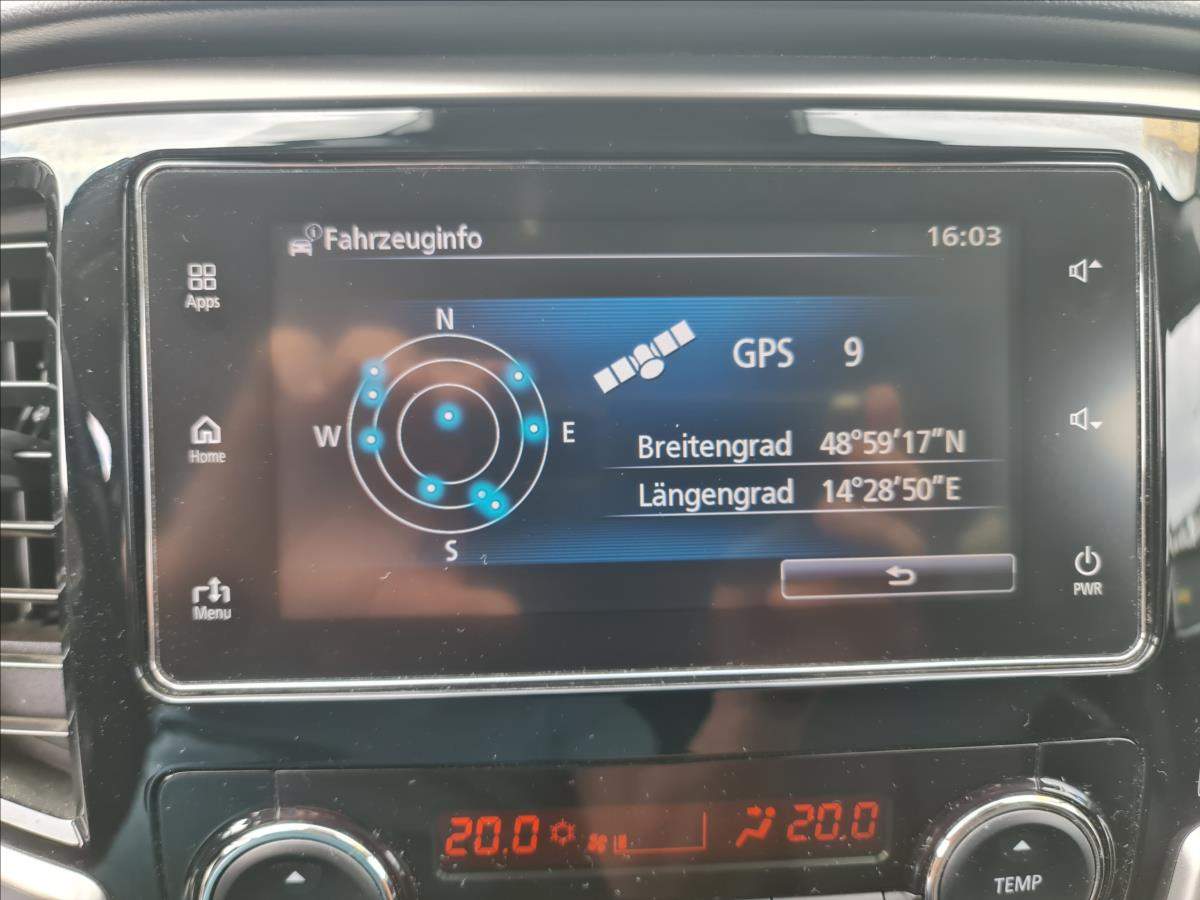 Fahrzeuginfo 16:03
Apps
N
GPS 9
W E
Breitengrad 48°59'17"N
Home
Längengrad 14°28'50"E
S
Menu
PWR
20.0 20.0
TEMP